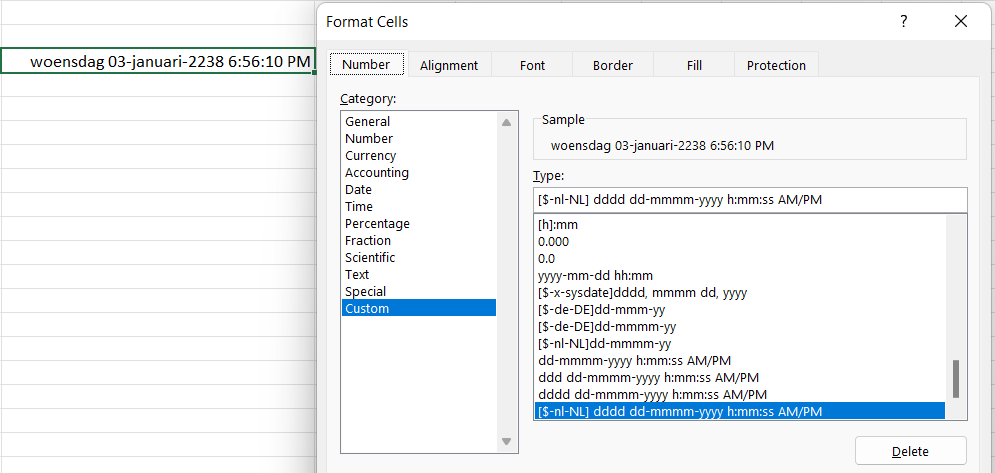 Format Cells
?
woensdag 03-januari-2238 6:56:10 PM
Number Alignment Font Border Fill Protection
Category:
General
Number
Currency
Accounting
Date
Time
Percentage
Fraction
Scientific
Text
Special
Custom
Sample
woensdag 03-januari-2238 6:56:10 PM
Type:
[$-nl-NL] dddd dd-mmmm-yyyy h:mm:ss AM/PM
[h]:mm
0.000
0.0
yyyy-mm-dd hh:mm
[$-x-sysdate]dddd, mmmm dd, yyyy
[$-de-DE]dd-mmm-yy
[$-de-DE]dd-mmmm-yy
[$-nl-NL]dd-mmmm-yy
dd-mmmm-yyyy h:mm:ss AM/PM
ddd dd-mmmm-yyyy h:mm:ss AM/PM
dddd dd-mmmm-yyyy h:mm:ss AM/PM
[$-nl-NL] dddd dd-mmmm-yyyy h:mm:ss AM/PM
Delete